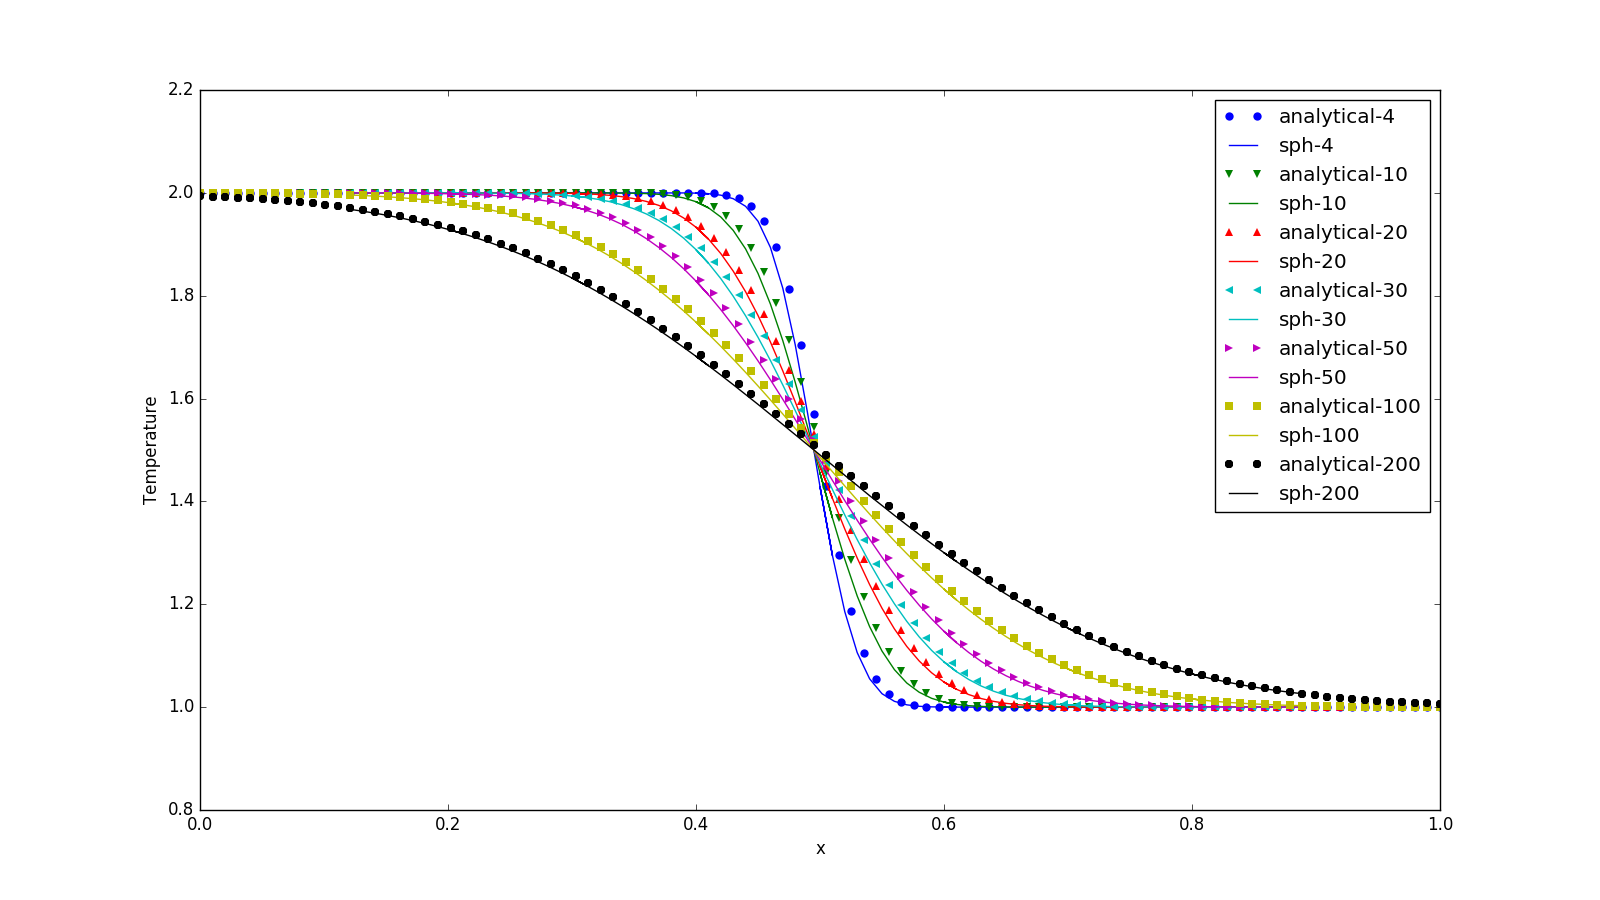 2.2
2.0
1.8
1.6
1.4
1.2
1.0
0.8
Temperature
0.0
0.2
0.4
0.6
0.8
1.0
x
analytical-4
sph-4
analytical-10
sph-10
analytical-20
sph-20
analytical-30
sph-30
analytical-50
sph-50
analytical-100
sph-100
analytical-200
sph-200